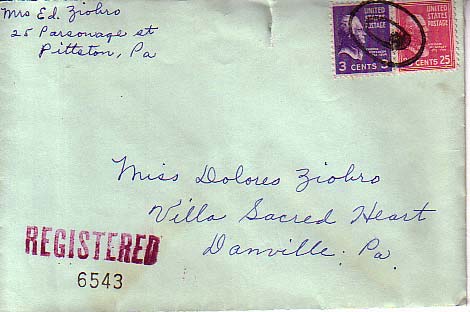 Mrs Ed. Ziobro
25 Parsonage st
Pittston, Pa
UNITED STATES POSTAGE
3 CENTS 3
UNITED STATES POSTAGE
CENTS 25
Miss Dolores Ziobro
Villa Sacred Heart
Danville. Pa.
REGISTERED
6543